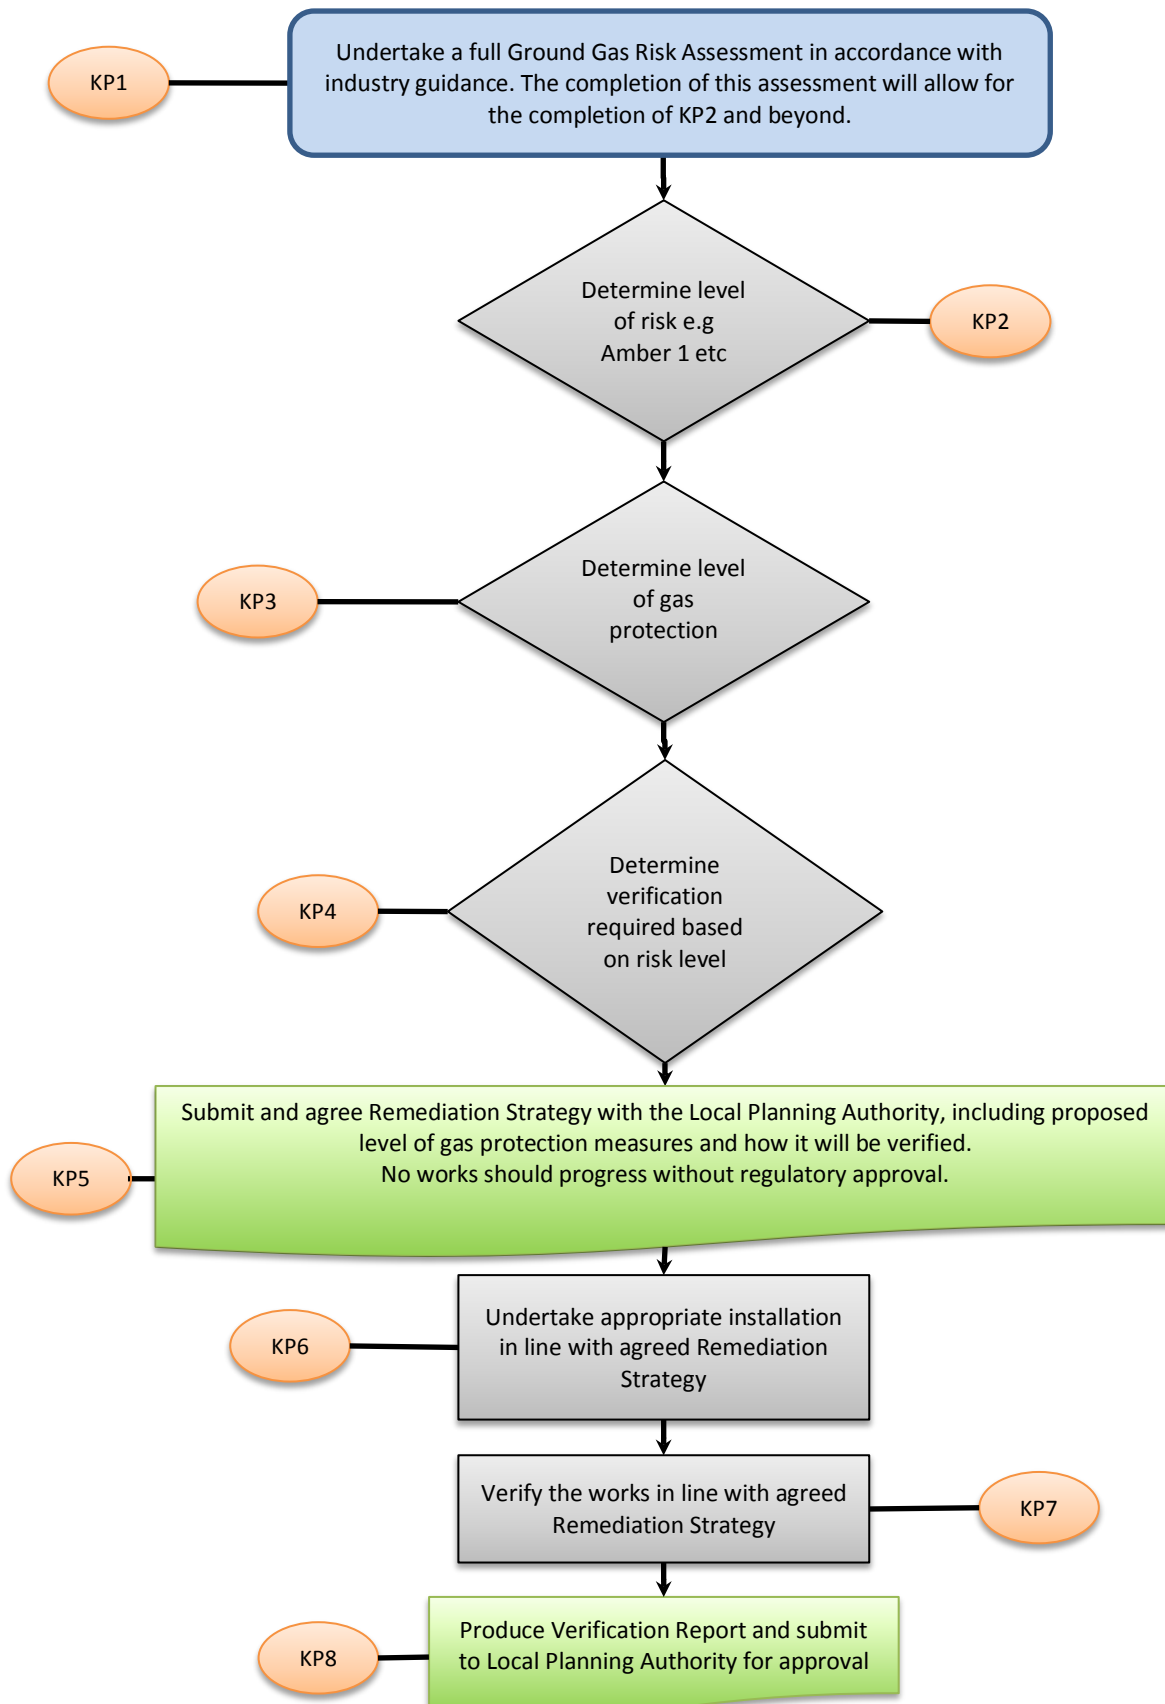 KP1
Undertake a full Ground Gas Risk Assessment in accordance with
industry guidance. The completion of this assessment will allow for
the completion of KP2 and beyond.
Determine level
of risk e.g
Amber 1 etc
KP2
KP3
Determine level
of gas
protection
KP4
Determine
verification
required based
on risk level
KP5
Submit and agree Remediation Strategy with the Local Planning Authority, including proposed
level of gas protection measures and how it will be verified.
No works should progress without regulatory approval.
KP6
Undertake appropriate installation
in line with agreed Remediation
Strategy
Verify the works in line with agreed
Remediation Strategy
KP7
KP8
Produce Verification Report and submit
to Local Planning Authority for approval